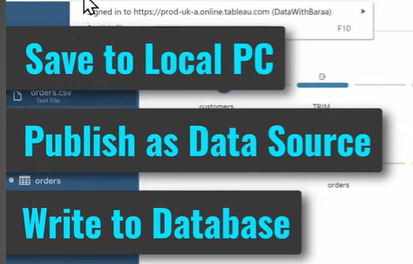 igned in to https://prod-uk-a.online.tableau.com (DataWithBaraa)
F10
Save to Local PC
orders.csv
Text file
customers
TRIM
Publish as Data Source
orders
orders
Write to Database